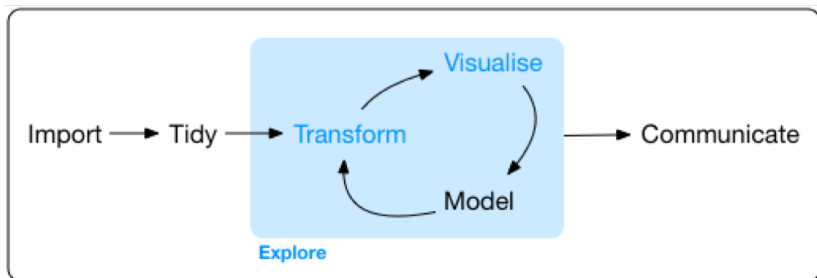 Visualise
Import
Tidy
Transform
Communicate
Model
Explore